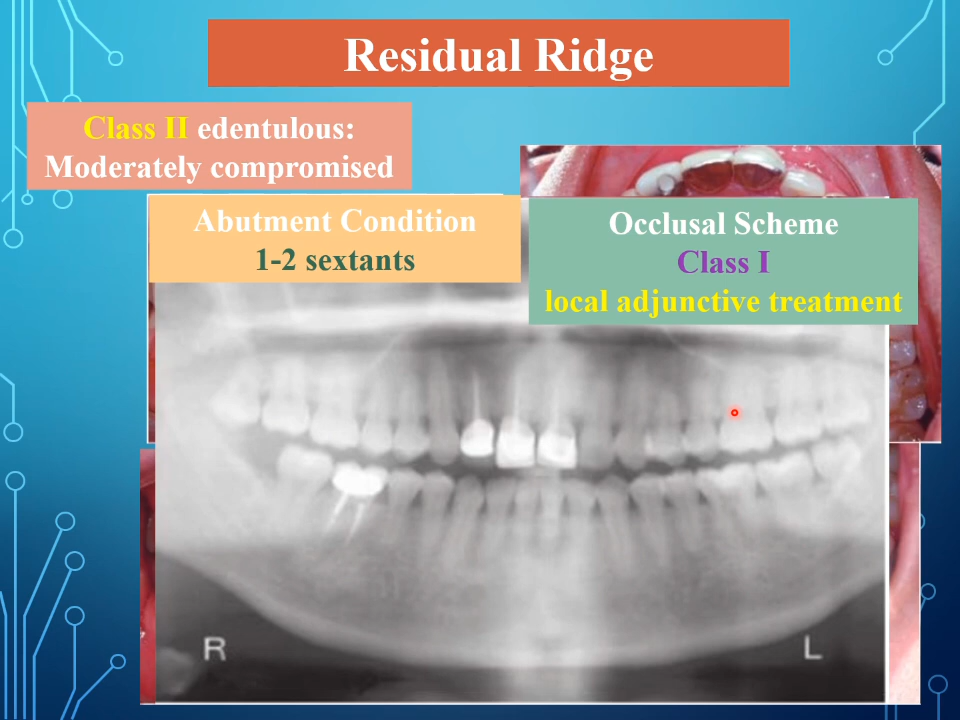 Residual Ridge
Class II edentulous:
Moderately compromised
Abutment Condition
1-2 sextants
Occlusal Scheme
Class I
local adjunctive treatment
R
L